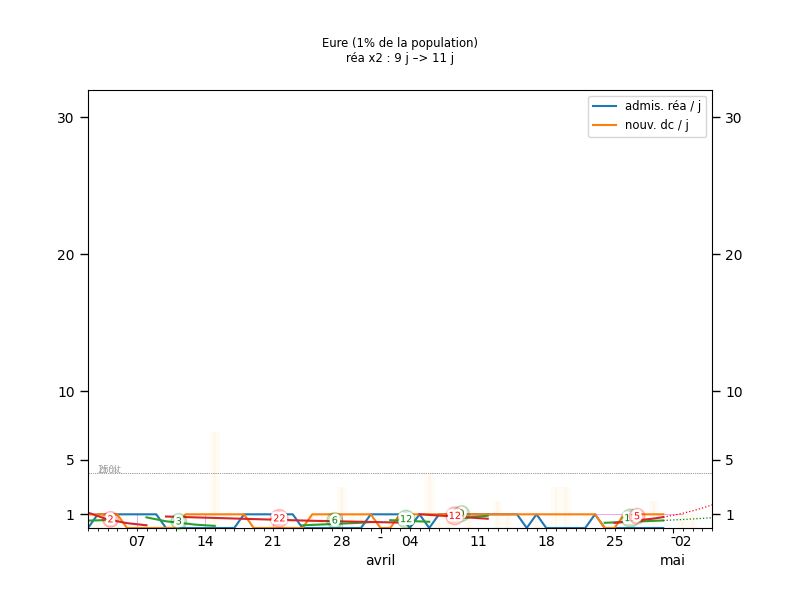 Eure (1% de la population)
réa x2 : 9 j –> 11 j
admis. réa / j
nouv. dc / j
30 30
20 20
10 10
5 5
1 1
2 3 22 6 12 12 5
07 14 21 28 - 04 11 18 25 02
avril mai